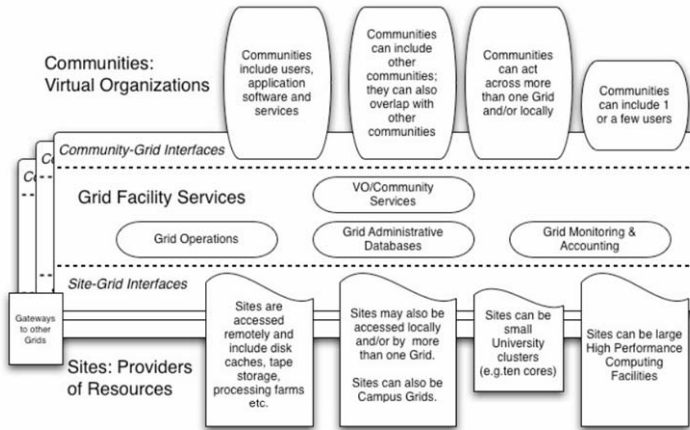 Communities:
Virtual Organizations
Communities
include users,
application
software and
services
Communities
can include
other
communities;
they can also
overlap with
other
communities
Communities
can act
across more
than one Grid
and/or locally
Communities
can include 1
or a few users
Community-Grid Interfaces
Grid Facility Services
VO/Community
Services
Grid Operations
Grid Administrative
Databases
Grid Monitoring &
Accounting
Site-Grid Interfaces
Gateways
to other
Grids
Sites: Providers
of Resources
Sites are
accessed
remotely and
include disk
caches, tape
storage,
processing farms
etc.
Sites may also be
accessed locally
and/or by more
than one Grid.
Sites can also be
Campus Grids.
Sites can be
small
University
clusters
(e.g.ten cores)
Sites can be large
High Performance
Computing
Facilities